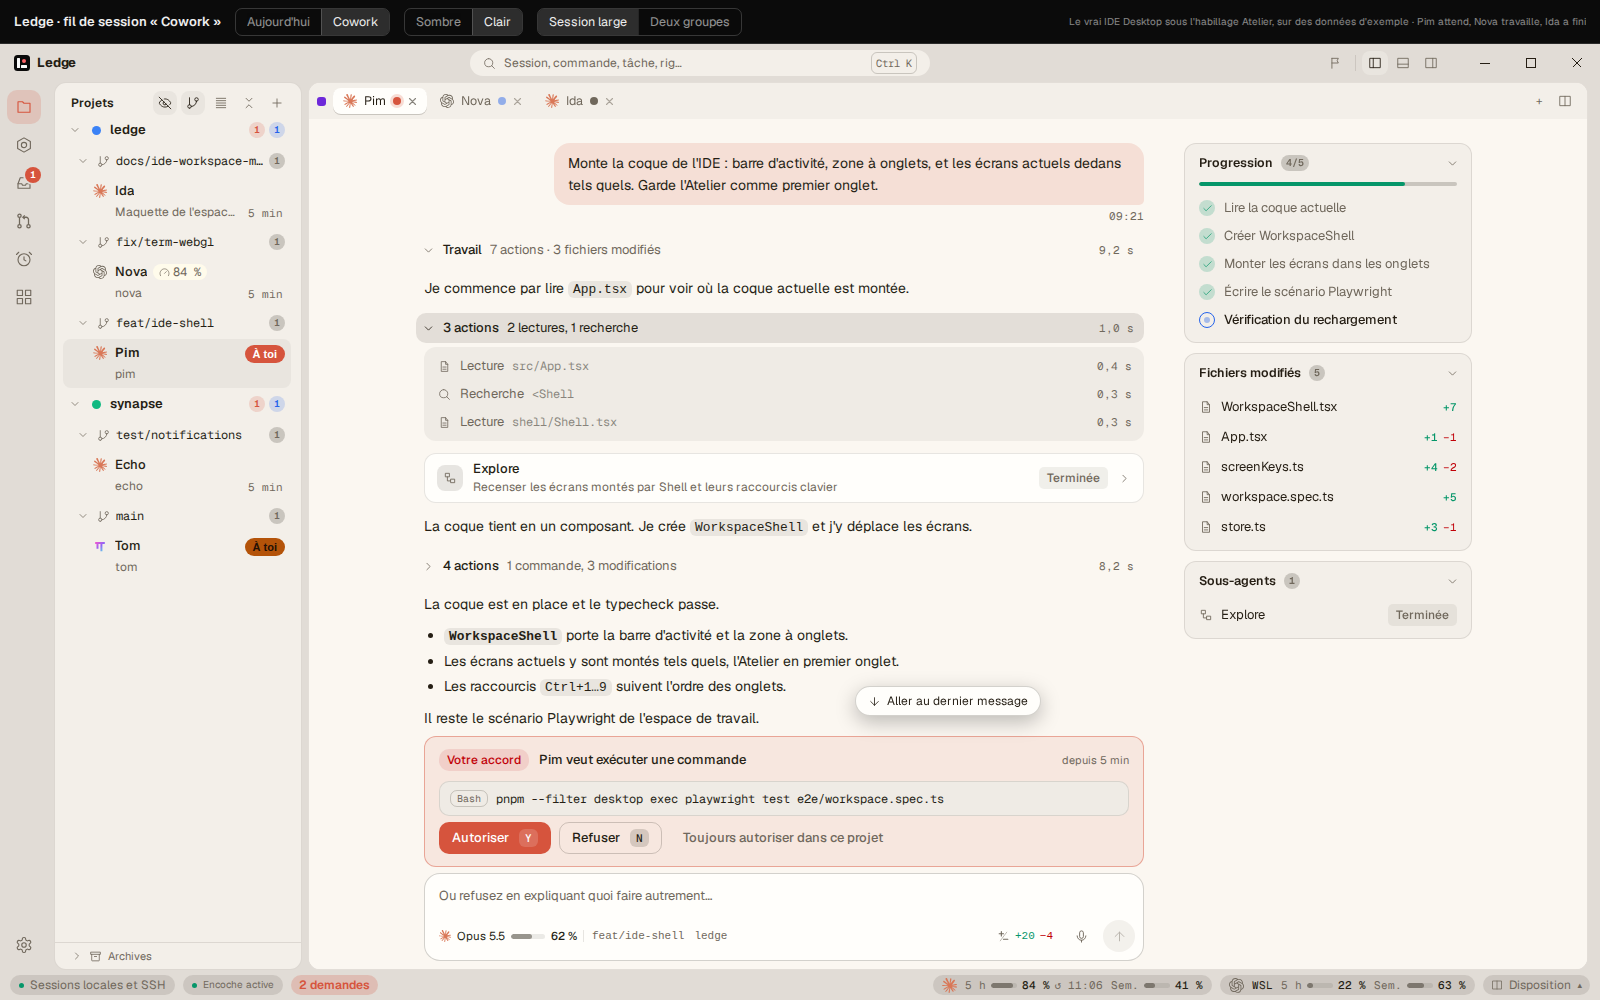 Ledge · fil de session « Cowork »
Aujourd'hui
Cowork
Sombre
Clair
Session large
Deux groupes
Le vrai IDE Desktop sous l'habillage Atelier, sur des données d'exemple · Pim attend, Nova travaille, Ida a fini
Ledge
Session, commande, tâche, rig…
Ctrl K
Projets
Pim
Nova
Ida
+
ledge
1
1
docs/ide-workspace-m…
1
Ida
Maquette de l'espac…
5 min
fix/term-webgl
1
Nova
84 %
nova
5 min
feat/ide-shell
1
Pim
À toi
pim
synapse
1
1
test/notifications
1
Echo
echo
5 min
main
1
Tom
À toi
tom
Archives
1
Monte la coque de l'IDE : barre d'activité, zone à onglets, et les écrans actuels dedans
tels quels. Garde l'Atelier comme premier onglet.
09:21
Travail 7 actions · 3 fichiers modifiés
9,2 s
Je commence par lire App.tsx pour voir où la coque actuelle est montée.
3 actions 2 lectures, 1 recherche
1,0 s
Lecture src/App.tsx
0,4 s
Recherche <Shell
0,3 s
Lecture shell/Shell.tsx
0,3 s
Explore
Recenser les écrans montés par Shell et leurs raccourcis clavier
Terminée
La coque tient en un composant. Je crée WorkspaceShell et j'y déplace les écrans.
4 actions 1 commande, 3 modifications
8,2 s
La coque est en place et le typecheck passe.
• WorkspaceShell porte la barre d'activité et la zone à onglets.
• Les écrans actuels y sont montés tels quels, l'Atelier en premier onglet.
• Les raccourcis Ctrl+1…9 suivent l'ordre des onglets.
Aller au dernier message
Il reste le scénario Playwright de l'espace de travail.
Votre accord
Pim veut exécuter une commande
depuis 5 min
Bash
pnpm --filter desktop exec playwright test e2e/workspace.spec.ts
Autoriser Y
Refuser N
Toujours autoriser dans ce projet
Ou refusez en expliquant quoi faire autrement…
Opus 5.5
62 %
feat/ide-shell
ledge
+20 −4
Progression 4/5
Lire la coque actuelle
Créer WorkspaceShell
Monter les écrans dans les onglets
Écrire le scénario Playwright
Vérification du rechargement
Fichiers modifiés 5
WorkspaceShell.tsx +7
App.tsx +1 −1
screenKeys.ts +4 −2
workspace.spec.ts +5
store.ts +3 −1
Sous-agents 1
Explore
Terminée
Sessions locales et SSH
Encoche active
2 demandes
5 h 84 % ↺ 11:06 Sem. 41 %
WSL 5 h 22 % Sem. 63 %
Disposition